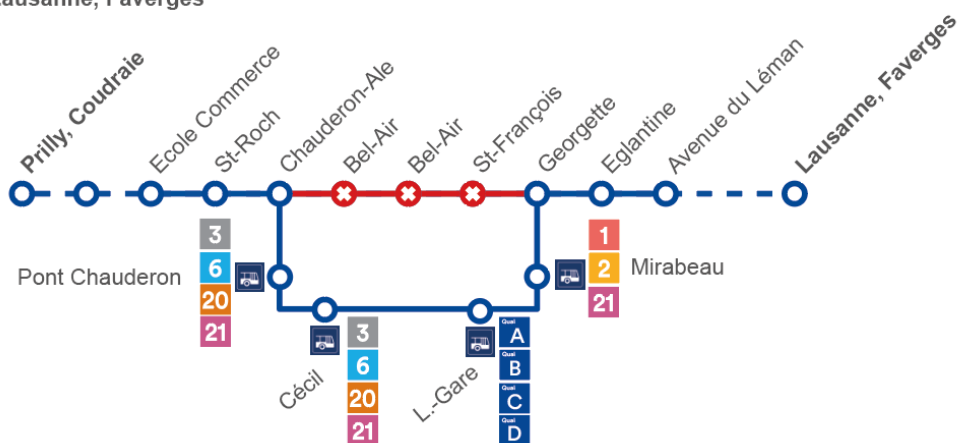 Lausanne, Faverges
Prilly, Coudraie
Ecole Commerce
St-Roch
Chauderon-Ale
Bel-Air
Bel-Air
St-François
Georgette
Eglantine
Avenue du Léman
Lausanne, Faverges
Pont Chauderon
3
6
20
21
Cécil
3
6
20
21
L.-Gare
Quai
A
Quai
B
Quai
C
Quai
D
1
2
21
Mirabeau